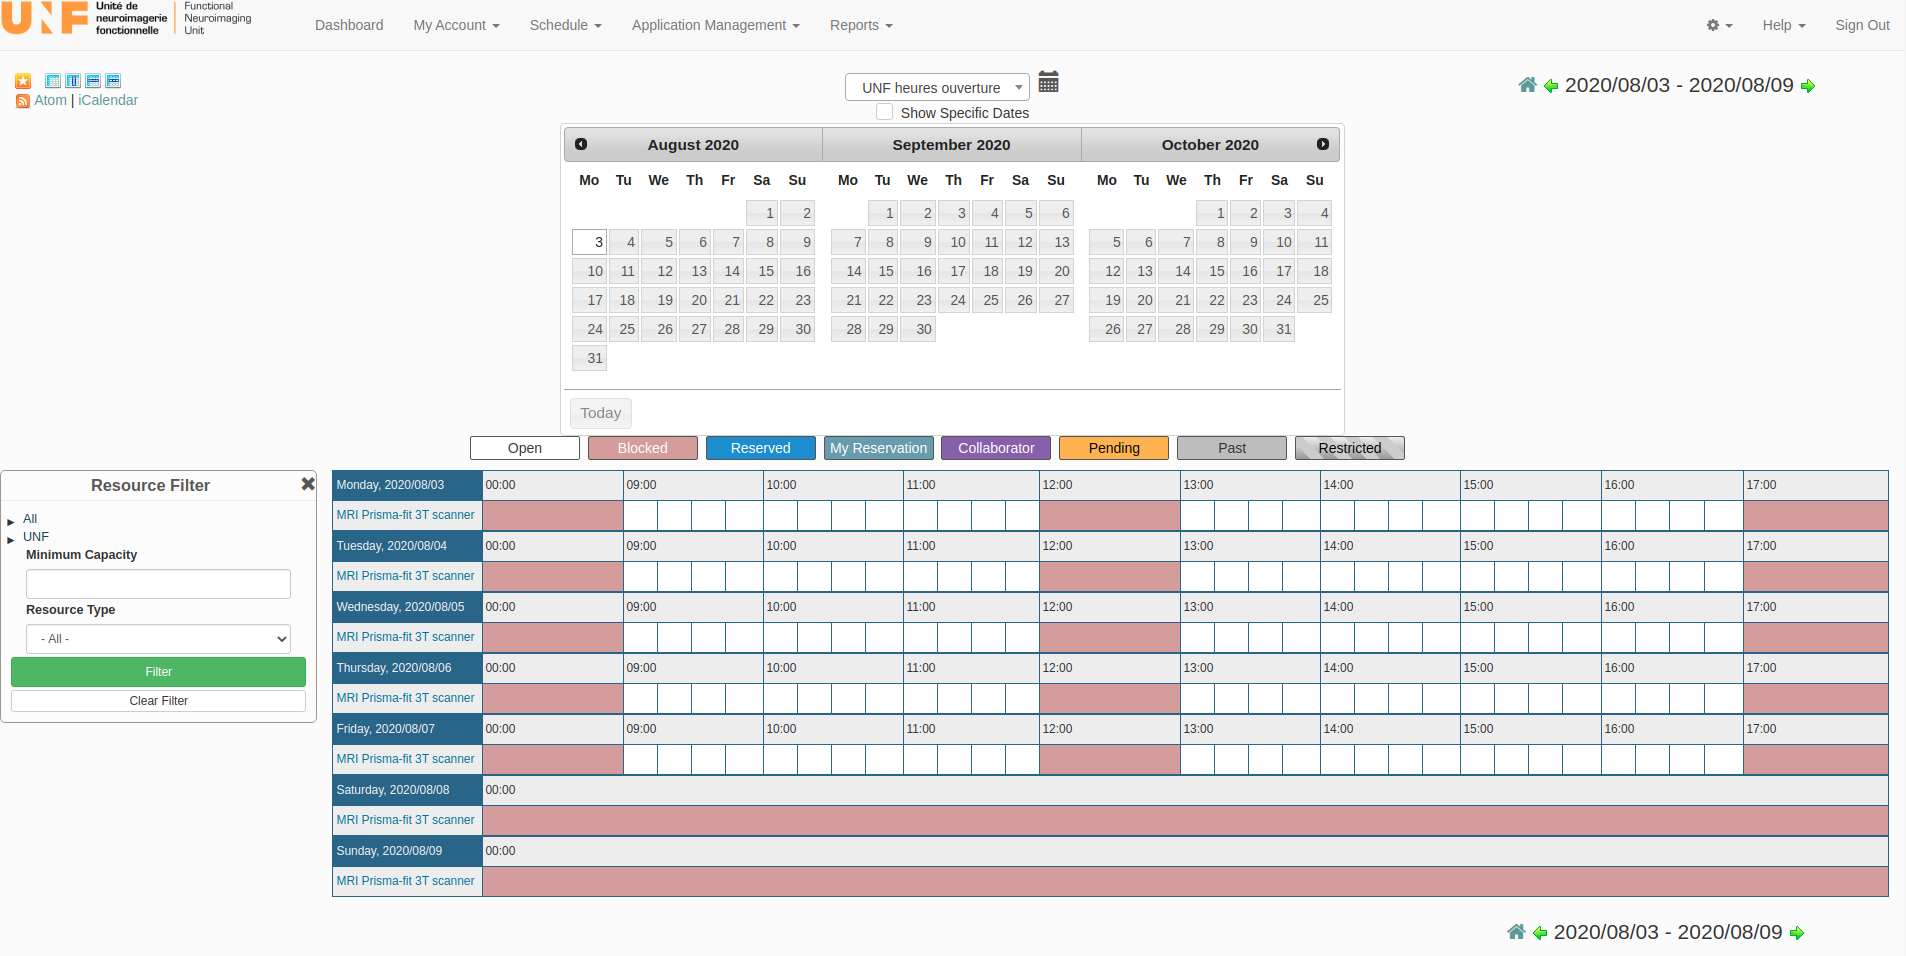 UNF
Unité de
neuroimagerie
fonctionnelle
Functional
Neuroimaging
Unit
Dashboard My Account Schedule Application Management Reports Help Sign Out
Atom | iCalendar
UNF heures ouverture
Show Specific Dates
2020/08/03 - 2020/08/09
August 2020 September 2020 October 2020
Mo Tu We Th Fr Sa Su Mo Tu We Th Fr Sa Su Mo Tu We Th Fr Sa Su
1 2 1 2 3 4 5 6 1 2 3 4
3 4 5 6 7 8 9 7 8 9 10 11 12 13 5 6 7 8 9 10 11
10 11 12 13 14 15 16 14 15 16 17 18 19 20 12 13 14 15 16 17 18
17 18 19 20 21 22 23 21 22 23 24 25 26 27 19 20 21 22 23 24 25
24 25 26 27 28 29 30 28 29 30 26 27 28 29 30 31
31
Today
Open Blocked Reserved My Reservation Collaborator Pending Past Restricted
Resource Filter
All
UNF
Minimum Capacity
Resource Type
- All -
Filter
Clear Filter
Monday, 2020/08/03 00:00 09:00 10:00 11:00 12:00 13:00 14:00 15:00 16:00 17:00
MRI Prisma-fit 3T scanner
Tuesday, 2020/08/04 00:00 09:00 10:00 11:00 12:00 13:00 14:00 15:00 16:00 17:00
MRI Prisma-fit 3T scanner
Wednesday, 2020/08/05 00:00 09:00 10:00 11:00 12:00 13:00 14:00 15:00 16:00 17:00
MRI Prisma-fit 3T scanner
Thursday, 2020/08/06 00:00 09:00 10:00 11:00 12:00 13:00 14:00 15:00 16:00 17:00
MRI Prisma-fit 3T scanner
Friday, 2020/08/07 00:00 09:00 10:00 11:00 12:00 13:00 14:00 15:00 16:00 17:00
MRI Prisma-fit 3T scanner
Saturday, 2020/08/08 00:00
MRI Prisma-fit 3T scanner
Sunday, 2020/08/09 00:00
MRI Prisma-fit 3T scanner
2020/08/03 - 2020/08/09